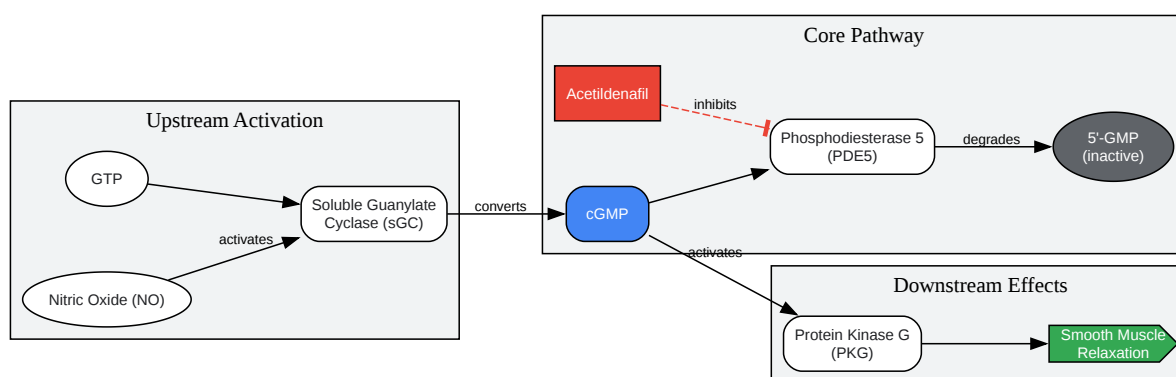 Upstream Activation
GTP
Nitric Oxide (NO)
activates
Soluble Guanylate
Cyclase (sGC)
converts
Core Pathway
Acetildenafil
inhibits
cGMP
Phosphodiesterase 5
(PDE5)
degrades
5'-GMP
(inactive)
activates
Downstream Effects
Protein Kinase G
(PKG)
Smooth Muscle
Relaxation